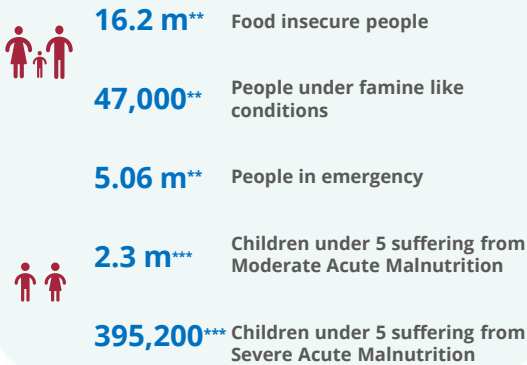 16.2 m** Food insecure people
47,000** People under famine like
conditions
5.06 m** People in emergency
2.3 m*** Children under 5 suffering from
Moderate Acute Malnutrition
395,200*** Children under 5 suffering from
Severe Acute Malnutrition